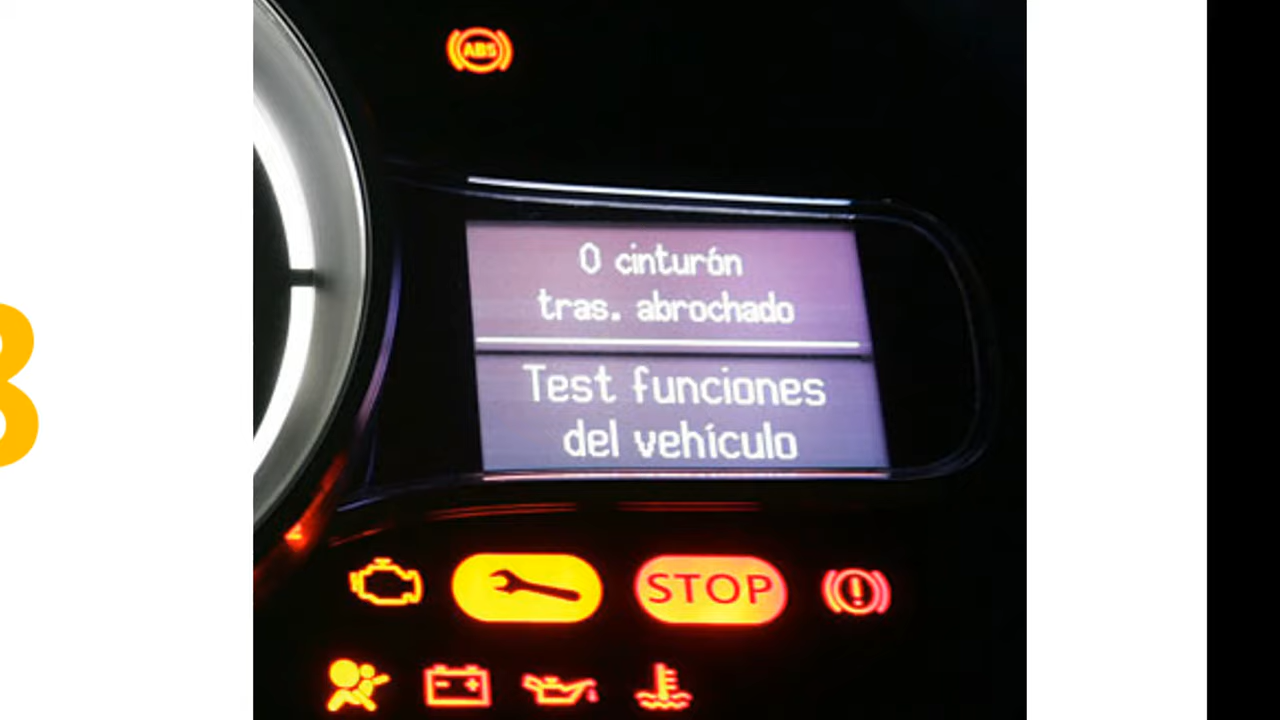 ABS
0 cinturón
tras. abrochado
Test funciones
del vehículo
STOP